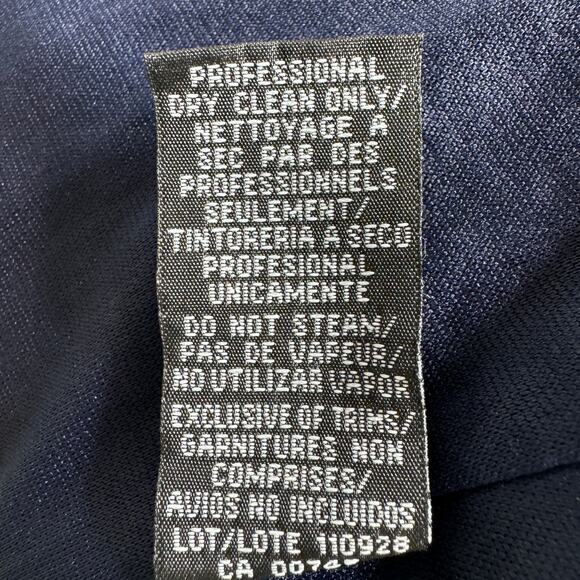 PROFESSIONAL
DRY CLEAN ONLY/
NETTOYAGE A
SEC PAR DES
PROFESSIONNELS
SEULEMENT/
TINTORERIA A SECO
PROFESIONAL
UNICAMENTE
DO NOT STEAM/
PAS DE VAPEUR/
NO UTILIZAR VAPOR
EXCLUSIVE OF TRIMS/
GARNITURES NON
COMPRISES/
AVIOS NO INCLUIDOS
LOT/LOTE 110928
CA